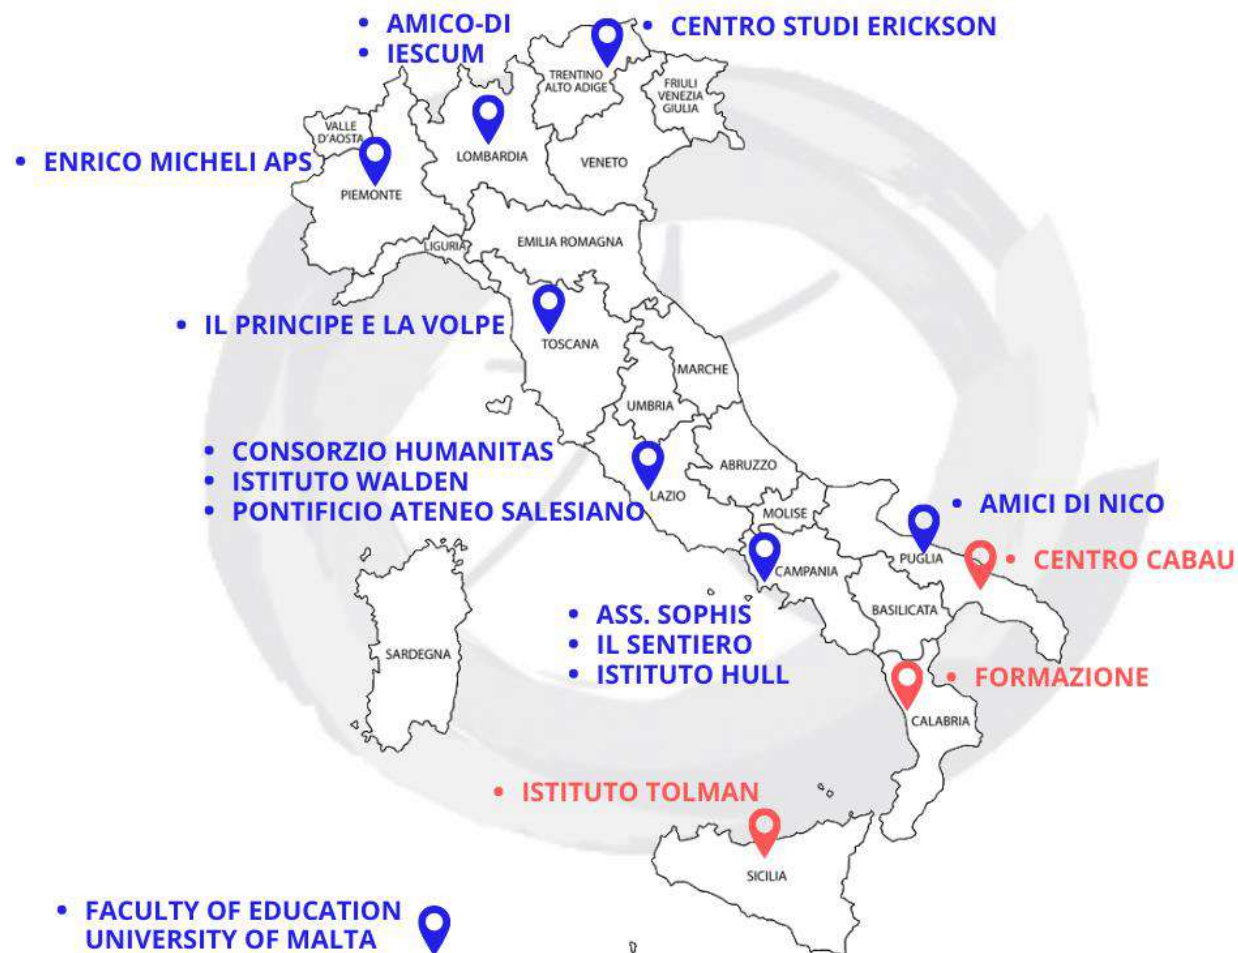 • AMICO-DI
• IESCUM
• CENTRO STUDI ERICKSON
TRENTINO
ALTO ADIGE
FRIULI
VENEZIA
GIULIA
VALLE
D'AOSTA
LOMBARDIA
VENETO
• ENRICO MICHELI APS
PIEMONTE
LIGURIA
EMILIA ROMAGNA
• IL PRINCIPE E LA VOLPE
TOSCANA
MARCHE
UMBRIA
• CONSORZIO HUMANITAS
• ISTITUTO WALDEN
• PONTIFICIO ATENEO SALESIANO
LAZIO
ABRUZZO
MOLISE
• AMICI DI NICO
PUGLIA
• CENTRO CABAU
CAMPANIA
BASILICATA
• ASS. SOPHIS
• IL SENTIERO
• ISTITUTO HULL
SARDEGNA
• FORMAZIONE
CALABRIA
• ISTITUTO TOLMAN
SICILIA
• FACULTY OF EDUCATION
UNIVERSITY OF MALTA